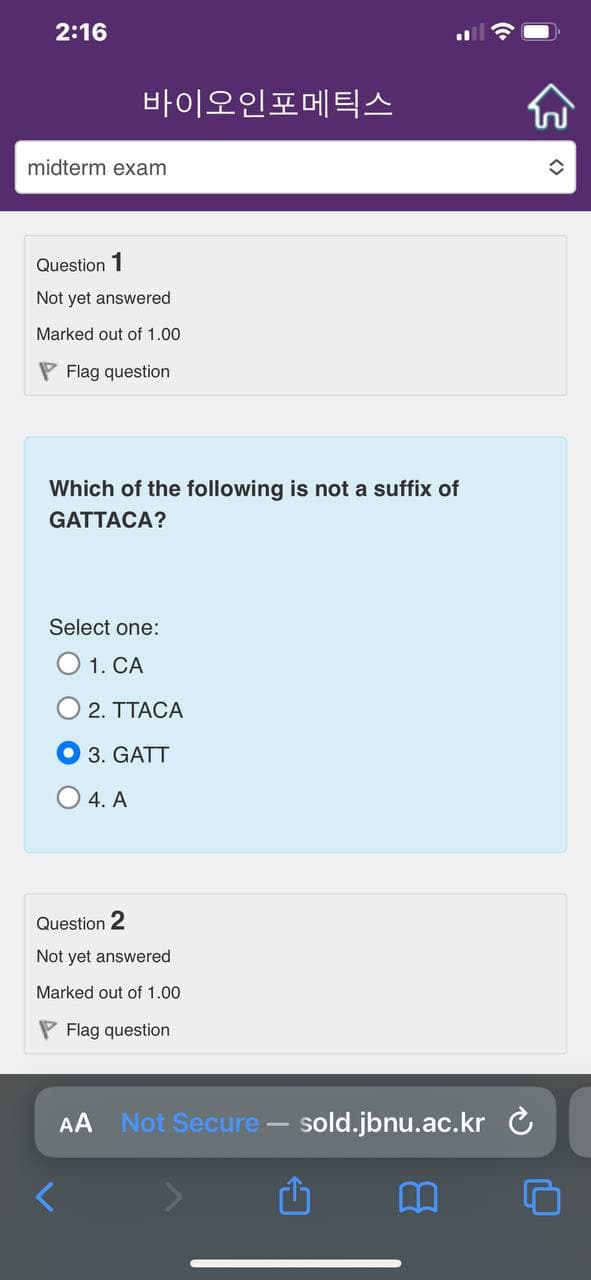 2:16
바이오인포메틱스
midterm exam
Question 1
Not yet answered
Marked out of 1.00
Flag question
Which of the following is not a suffix of
GATTACA?
Select one:
1. CA
2. TTACA
3. GATT
4. A
Question 2
Not yet answered
Marked out of 1.00
Flag question
AA Not Secure — sold.jbnu.ac.kr